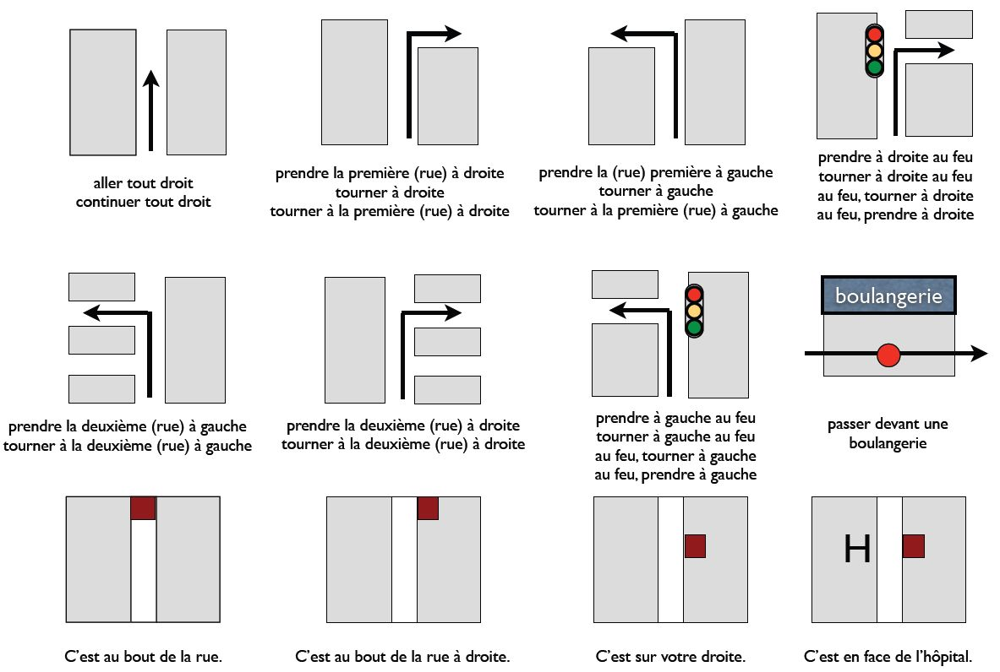 aller tout droit
continuer tout droit
prendre la première (rue) à droite
tourner à droite
tourner à la première (rue) à droite
prendre la (rue) première à gauche
tourner à gauche
tourner à la première (rue) à gauche
prendre à droite au feu
tourner à droite au feu
au feu, tourner à droite
au feu, prendre à droite
prendre la deuxième (rue) à gauche
tourner à la deuxième (rue) à gauche
prendre la deuxième (rue) à droite
tourner à la deuxième (rue) à droite
prendre à gauche au feu
tourner à gauche au feu
au feu, tourner à gauche
au feu, prendre à gauche
boulangerie
passer devant une
boulangerie
C'est au bout de la rue.
C'est au bout de la rue à droite.
C'est sur votre droite.
H
C'est en face de l'hôpital.